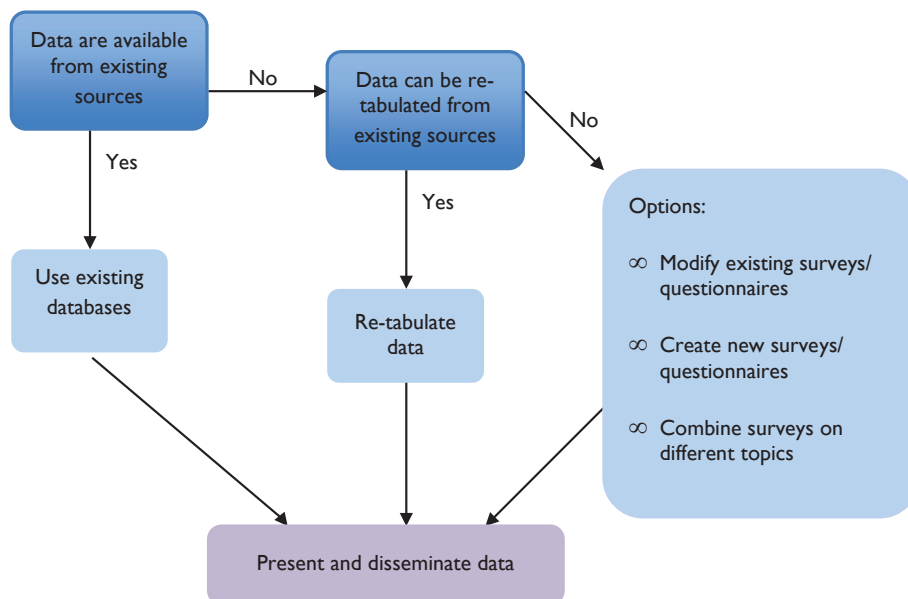 Data are available
from existing
sources
No
Data can be re-
tabulated from
existing sources
No
Yes
Yes
Use existing
databases
Re-tabulate
data
Options:
∞ Modify existing surveys/
questionnaires
∞ Create new surveys/
questionnaires
∞ Combine surveys on
different topics
Present and disseminate data